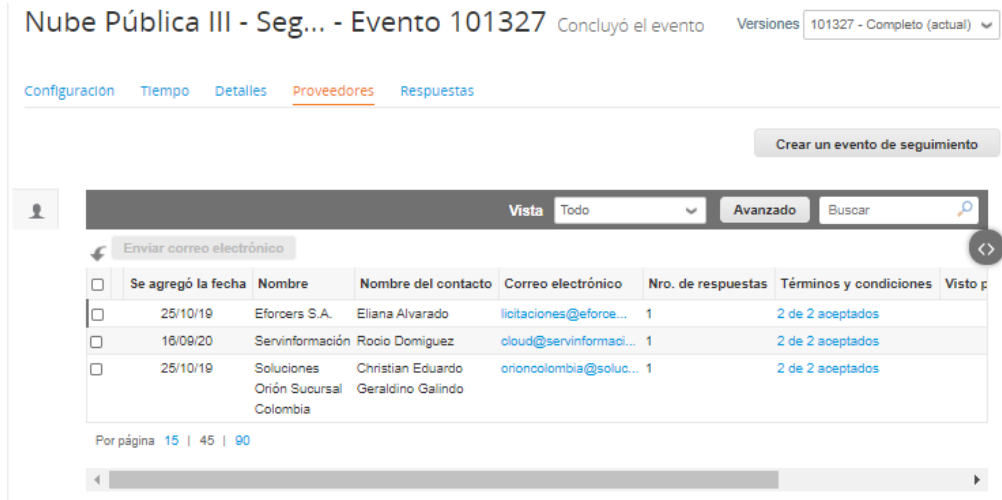 Nube Pública III - Seg... - Evento 101327 Concluyó el evento Versiones 101327 - Completo (actual)
Configuración Tiempo Detalles Proveedores Respuestas
Crear un evento de seguimiento
Vista Todo Avanzado Buscar
Enviar correo electrónico
Se agregó la fecha Nombre Nombre del contacto Correo electrónico Nro. de respuestas Términos y condiciones Visto p
25/10/19 Eforcers S.A. Eliana Alvarado licitaciones@eforce... 1 2 de 2 aceptados
16/09/20 Servinformación Rocio Domiguez cloud@servinformaci... 1 2 de 2 aceptados
25/10/19 Soluciones Christian Eduardo orioncolombia@soluc... 1 2 de 2 aceptados
Orión Sucursal Geraldino Galindo
Colombia
Por página 15 | 45 | 90